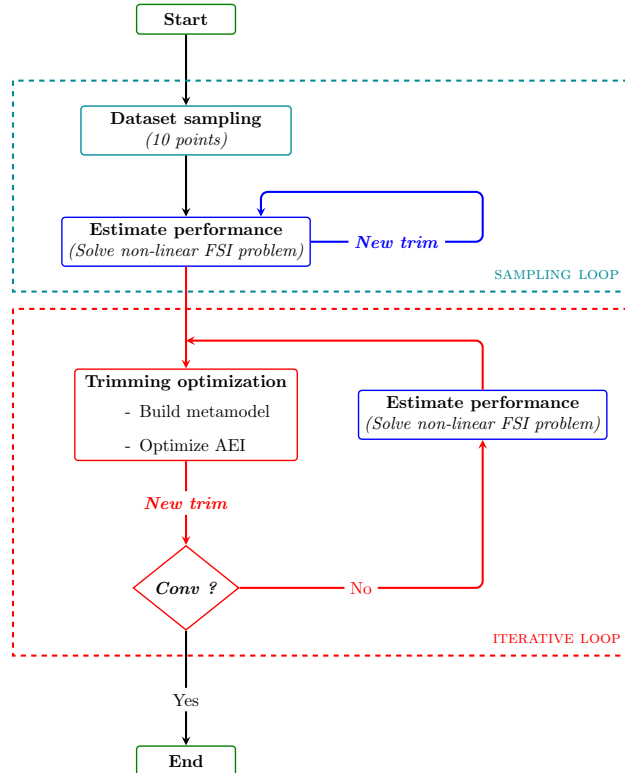 Start
Dataset sampling
(10 points)
Estimate performance
(Solve non-linear FSI problem)
New trim
SAMPLING LOOP
Trimming optimization
- Build metamodel
- Optimize AEI
Estimate performance
(Solve non-linear FSI problem)
New trim
Conv ?
No
ITERATIVE LOOP
Yes
End